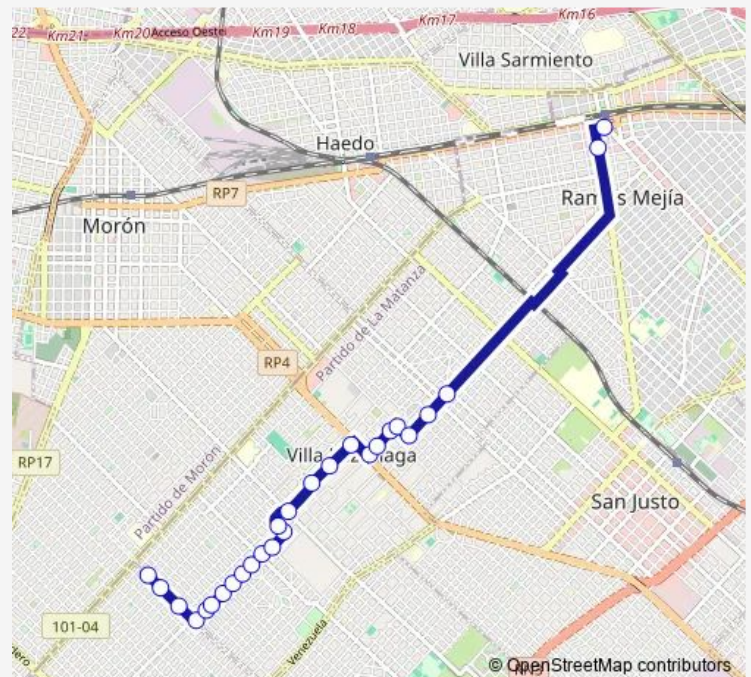 Km16
Km17
Km18
Km19
Km20
Km21
22
Acceso Oeste
Villa Sarmiento
Haedo
RP7
Morón
Partido de La Matanza
RP4
RP17
Partido de Morón
San Justo
101-04
Venezuela
© OpenStreetMap contributors